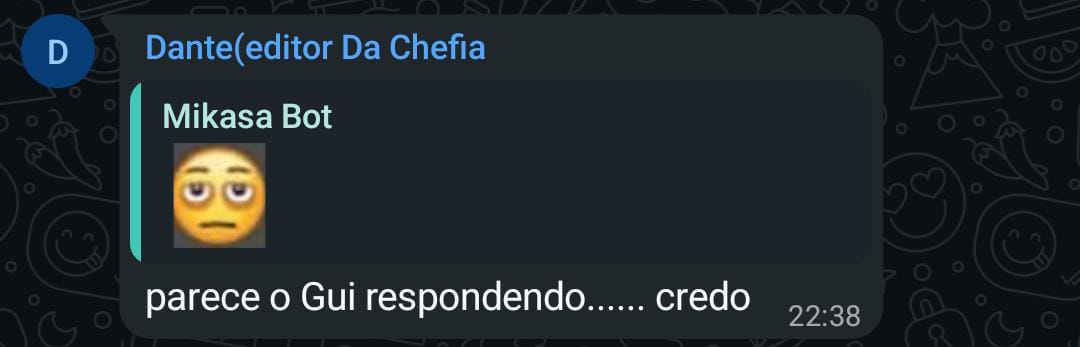 D
Dante(editor Da Chefia
Mikasa Bot
parece o Gui respondendo...... credo
22:38